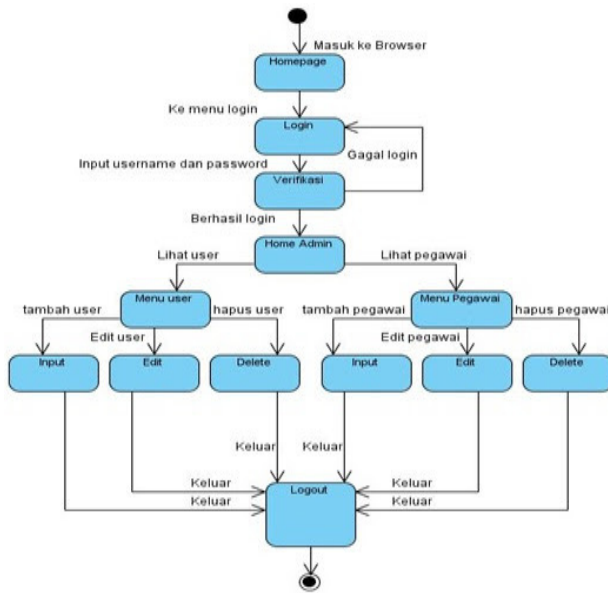 Masuk ke Browser
Homepage
Ke menu login
Login
Gagal login
Input username dan password
Verifikasi
Berhasil login
Home Admin
Lihat user
Lihat pegawai
Menu user
Menu Pegawai
tambah user
hapus user
tambah pegawai
hapus pegawai
Edit user
Edit pegawai
Input
Edit
Delete
Input
Edit
Delete
Keluar
Keluar
Keluar
Keluar
Logout
Keluar
Keluar